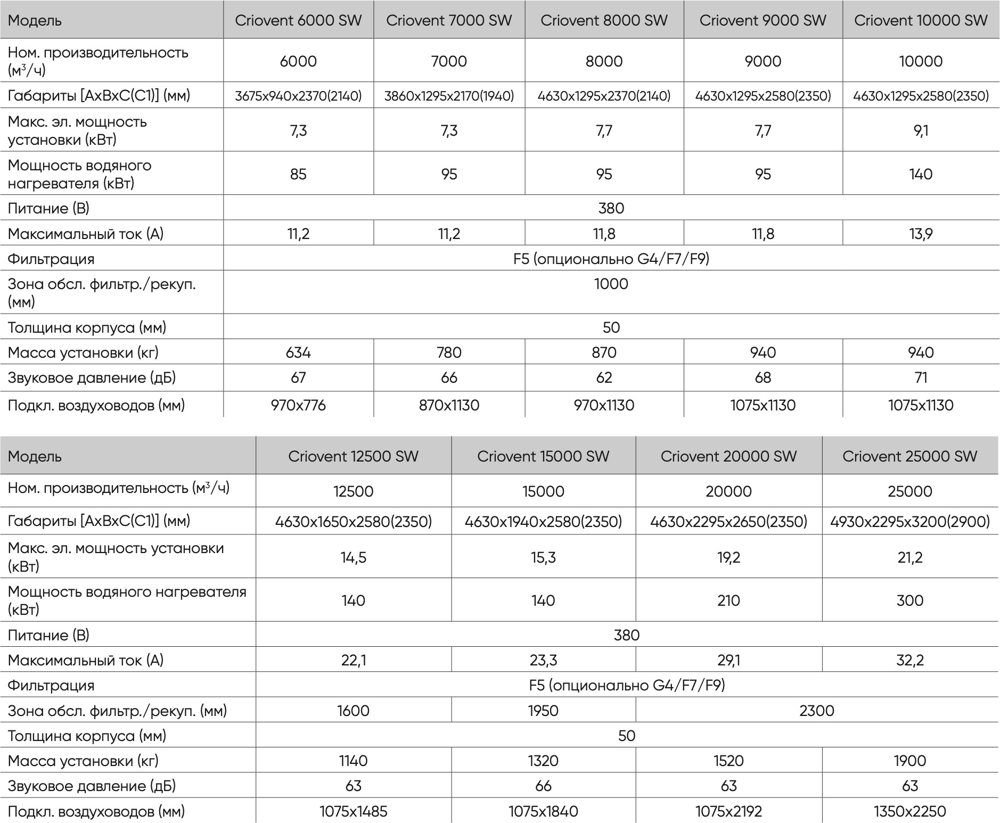 Модель Criovent 6000 SW Criovent 7000 SW Criovent 8000 SW Criovent 9000 SW Criovent 10000 SW
Ном. производительность
(м³/ч) 6000 7000 8000 9000 10000
Габариты [АхВхС(С1)] (мм) 3675x940x2370(2140) 3860x1295x2170(1940) 4630x1295x2370(2140) 4630x1295x2580(2350) 4630x1295x2580(2350)
Макс. эл. мощность
установки (кВт) 7,3 7,3 7,7 7,7 9,1
Мощность водяного
нагревателя (кВт) 85 95 95 95 140
Питание (В) 380
Максимальный ток (А) 11,2 11,2 11,8 11,8 13,9
Фильтрация F5 (опционально G4/F7/F9)
Зона обсл. фильтр./рекуп. 1000
(мм)
Толщина корпуса (мм) 50
Масса установки (кг) 634 780 870 940 940
Звуковое давление (дБ) 67 66 62 68 71
Подкл. воздуховодов (мм) 970x776 870x1130 970x1130 1075x1130 1075x1130
Модель Criovent 12500 SW Criovent 15000 SW Criovent 20000 SW Criovent 25000 SW
Ном. производительность (м³/ч) 12500 15000 20000 25000
Габариты [АхВхС(С1)] (мм) 4630x1650x2580(2350) 4630x1940x2580(2350) 4630x2295x2650(2350) 4930x2295x3200(2900)
Макс. эл. мощность установки
(кВт) 14,5 15,3 19,2 21,2
Мощность водяного нагревателя
(кВт) 140 140 210 300
Питание (В) 380
Максимальный ток (А) 22,1 23,3 29,1 32,2
Фильтрация F5 (опционально G4/F7/F9)
Зона обсл. фильтр./рекуп. (мм) 1600 1950 2300
Толщина корпуса (мм) 50
Масса установки (кг) 1140 1320 1520 1900
Звуковое давление (дБ) 63 66 63 63
Подкл. воздуховодов (мм) 1075x1485 1075x1840 1075x2192 1350x2250